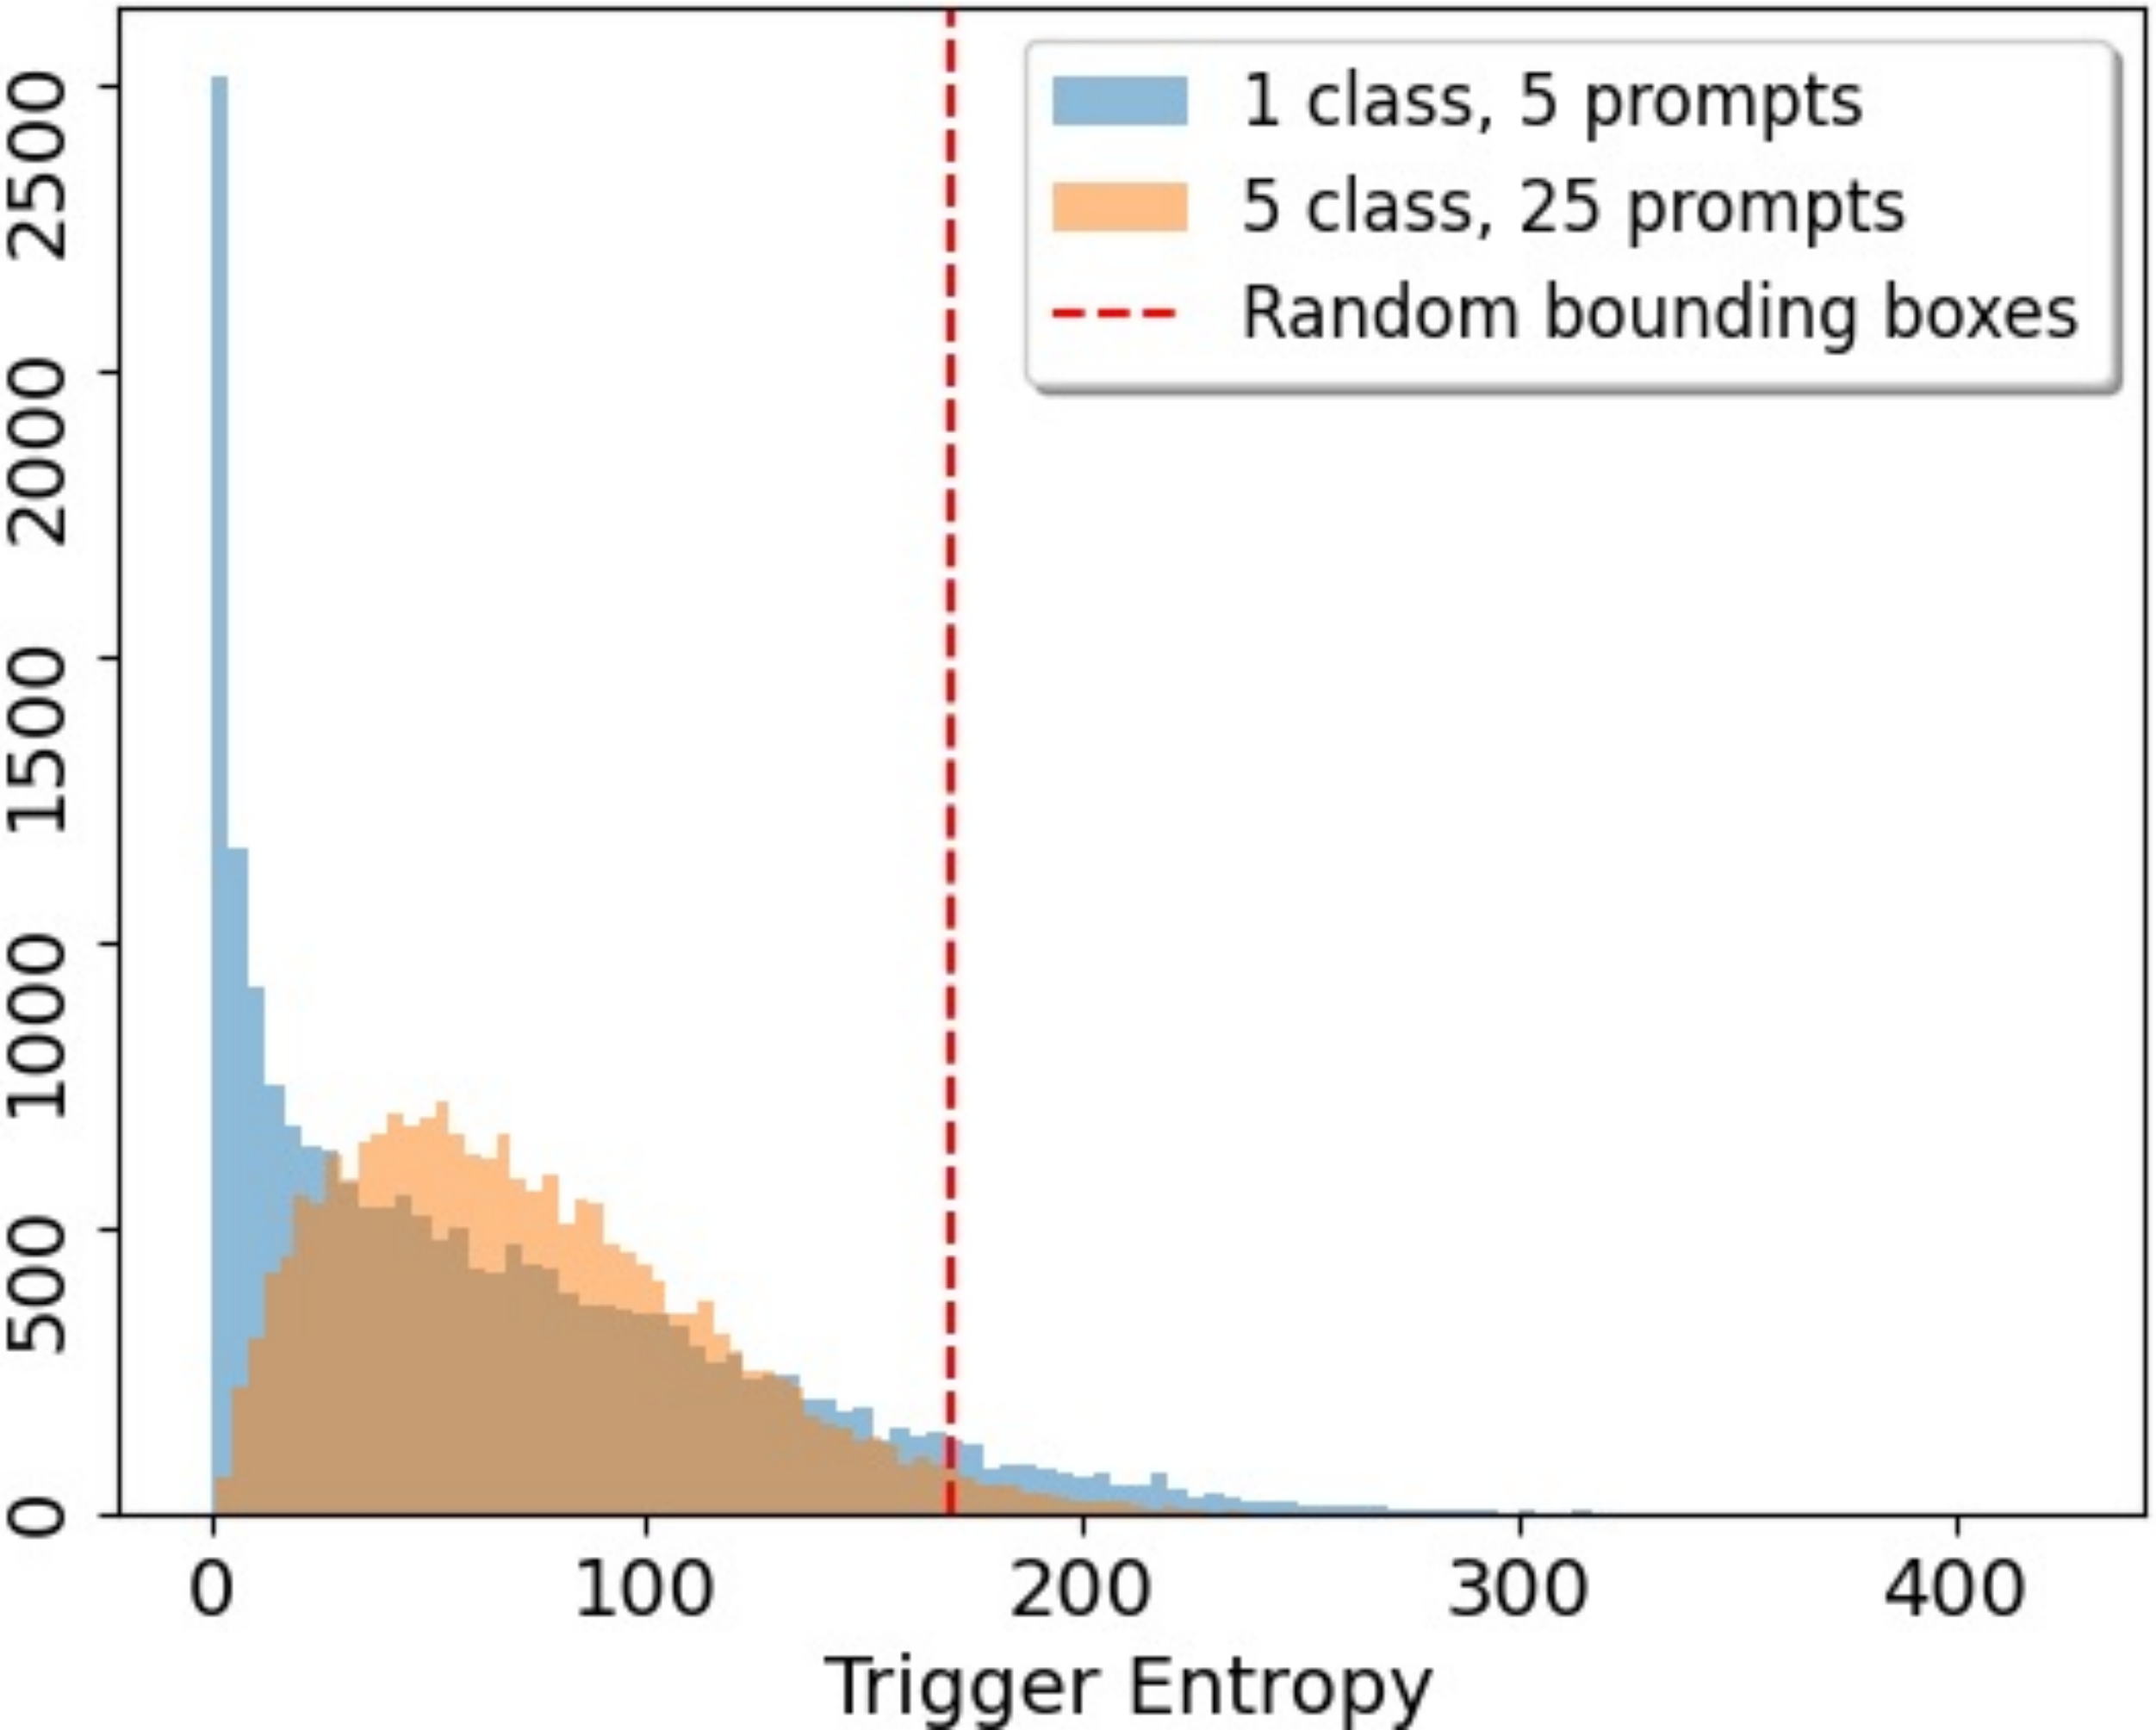 1 class, 5 prompts
5 class, 25 prompts
Random bounding boxes
2500
2000
1500
1000
500
0
0 100 200 300 400
Trigger Entropy